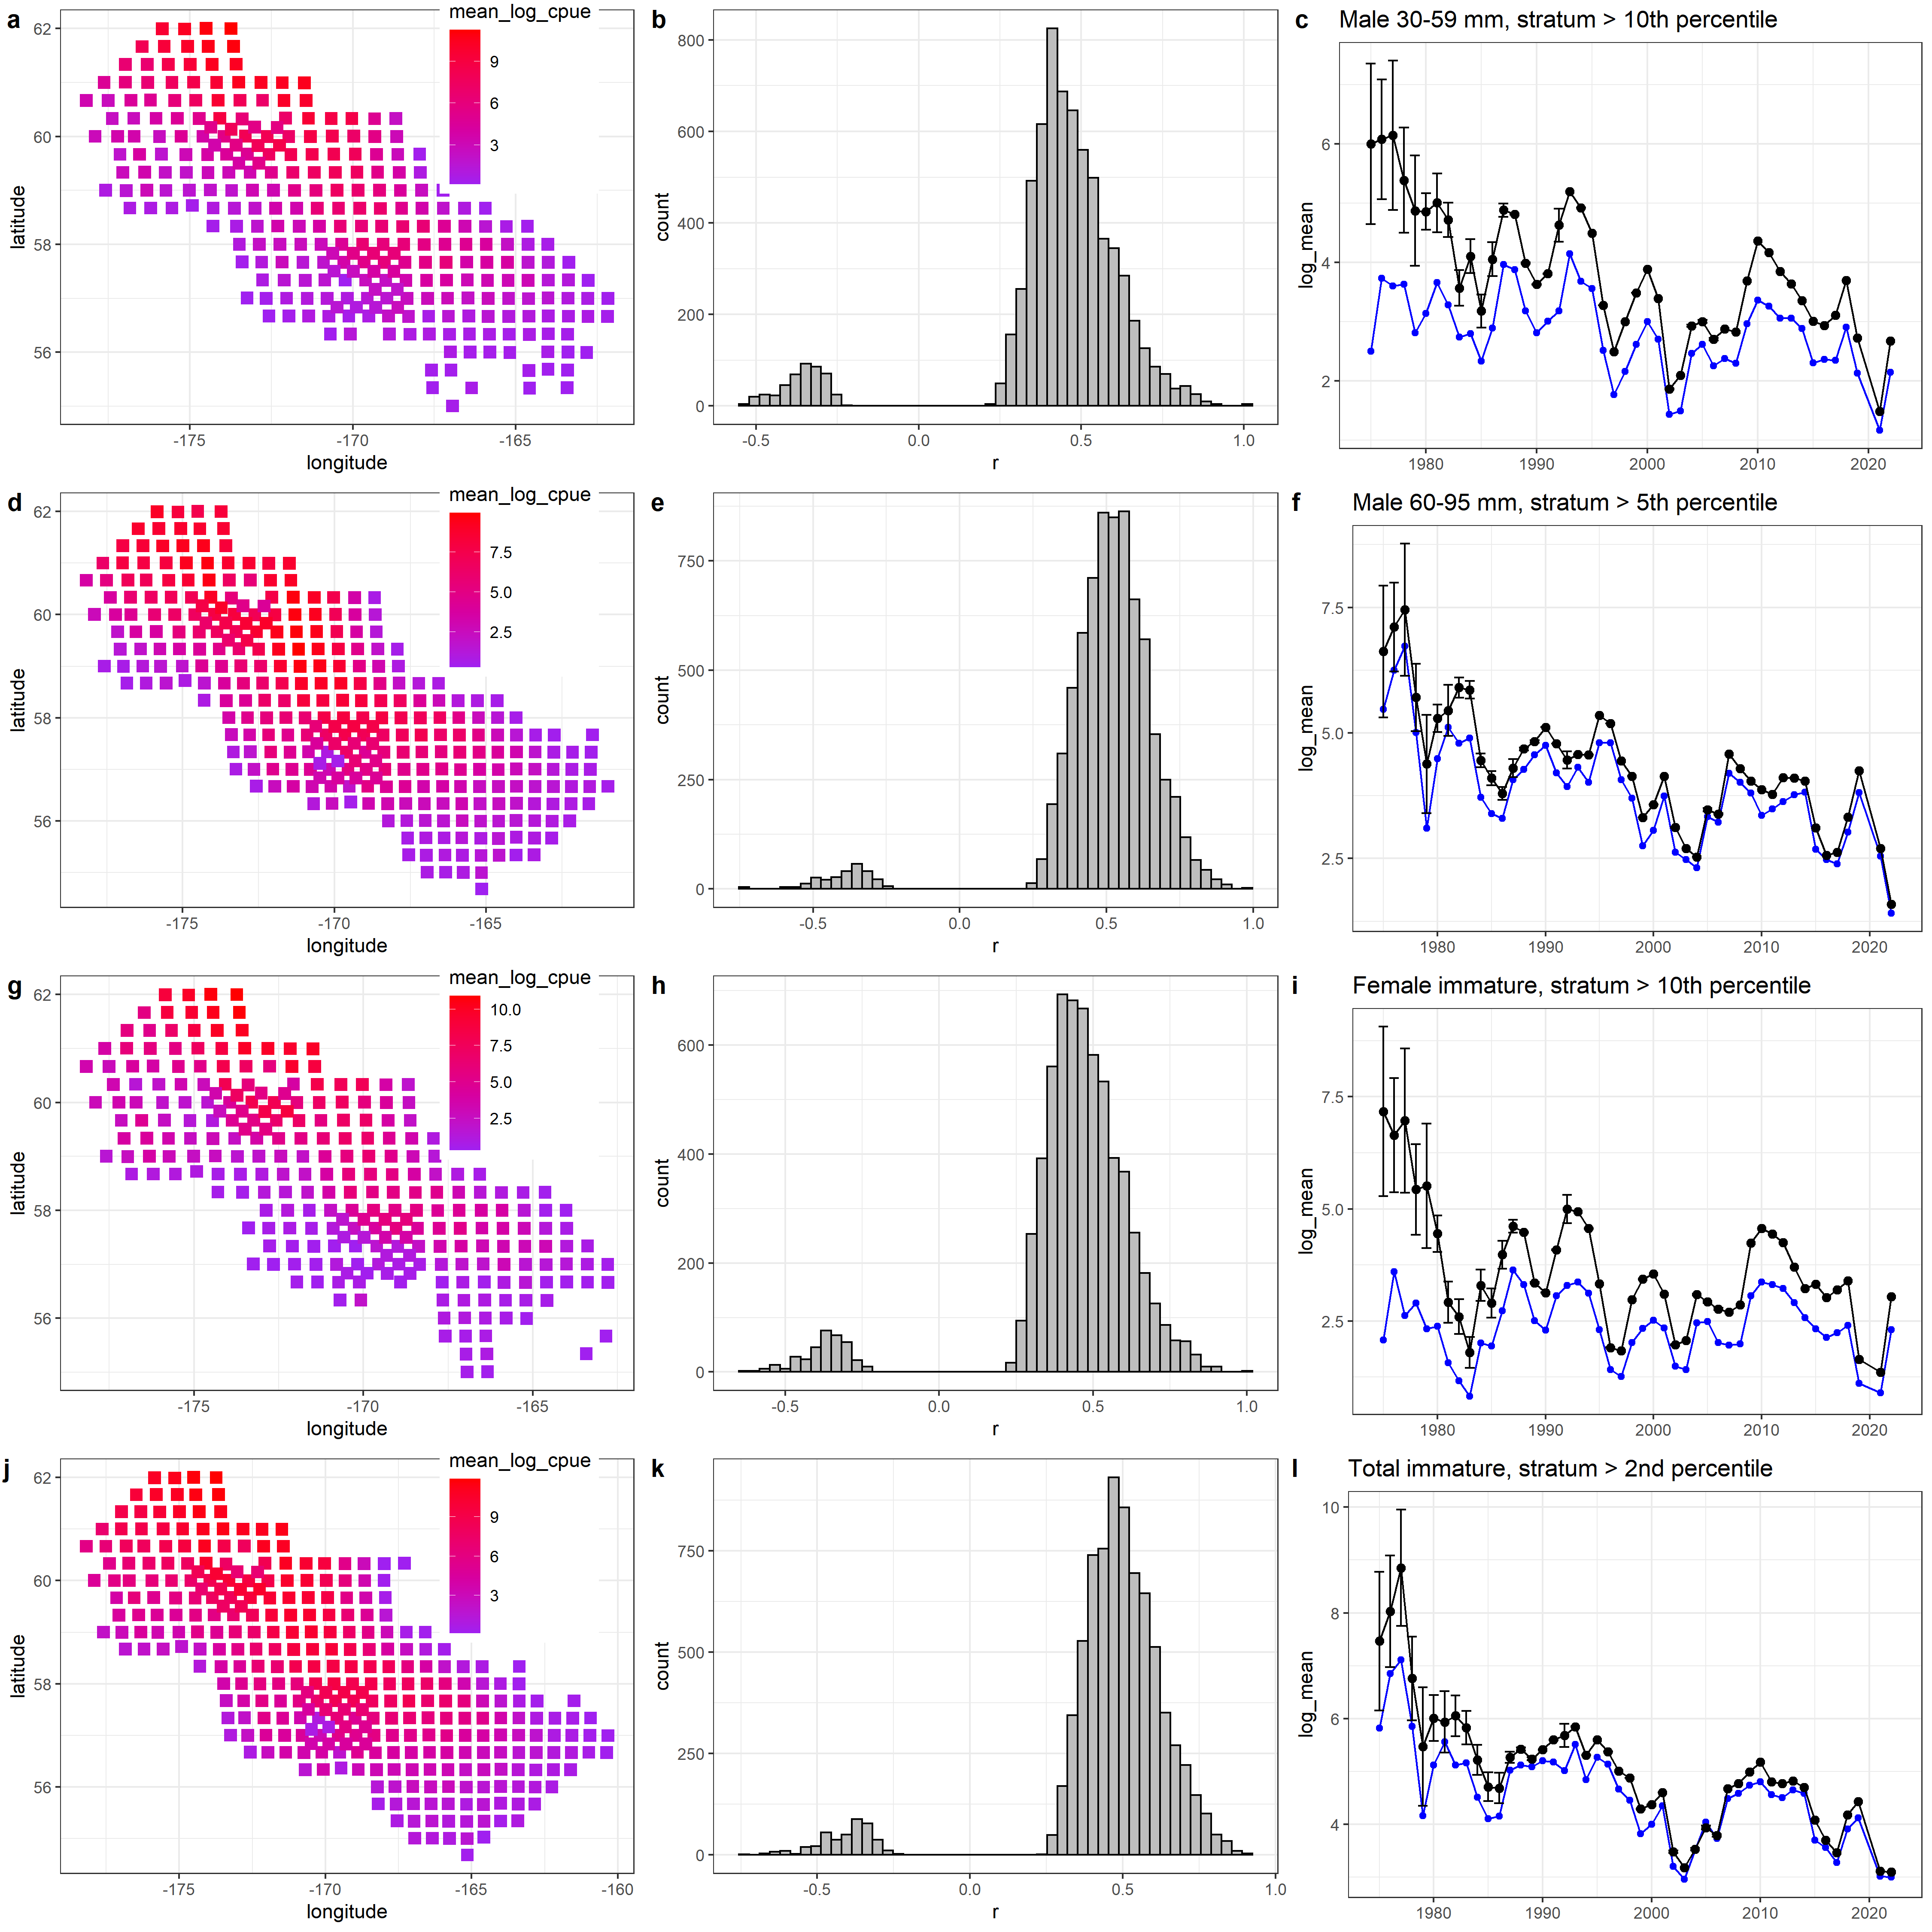 a
mean_log_cpue
9
6
3
62
60
58
56
latitude
-175
-170
-165
longitude
b
800
600
400
200
0
count
-0.5
0.0
0.5
1.0
r
c
Male 30-59 mm, stratum > 10th percentile
6
4
2
log_mean
1980
1990
2000
2010
2020
d
mean_log_cpue
7.5
5.0
2.5
62
60
58
56
latitude
-175
-170
-165
longitude
e
750
500
250
0
count
-0.5
0.0
0.5
1.0
r
f
Male 60-95 mm, stratum > 5th percentile
7.5
5.0
2.5
log_mean
1980
1990
2000
2010
2020
g
mean_log_cpue
10.0
7.5
5.0
2.5
62
60
58
56
latitude
-175
-170
-165
longitude
h
600
400
200
0
count
-0.5
0.0
0.5
1.0
r
i
Female immature, stratum > 10th percentile
7.5
5.0
2.5
log_mean
1980
1990
2000
2010
2020
j
mean_log_cpue
9
6
3
62
60
58
56
latitude
-175
-170
-165
-160
longitude
k
750
500
250
0
count
-0.5
0.0
0.5
1.0
r
l
Total immature, stratum > 2nd percentile
10
8
6
4
log_mean
1980
1990
2000
2010
2020